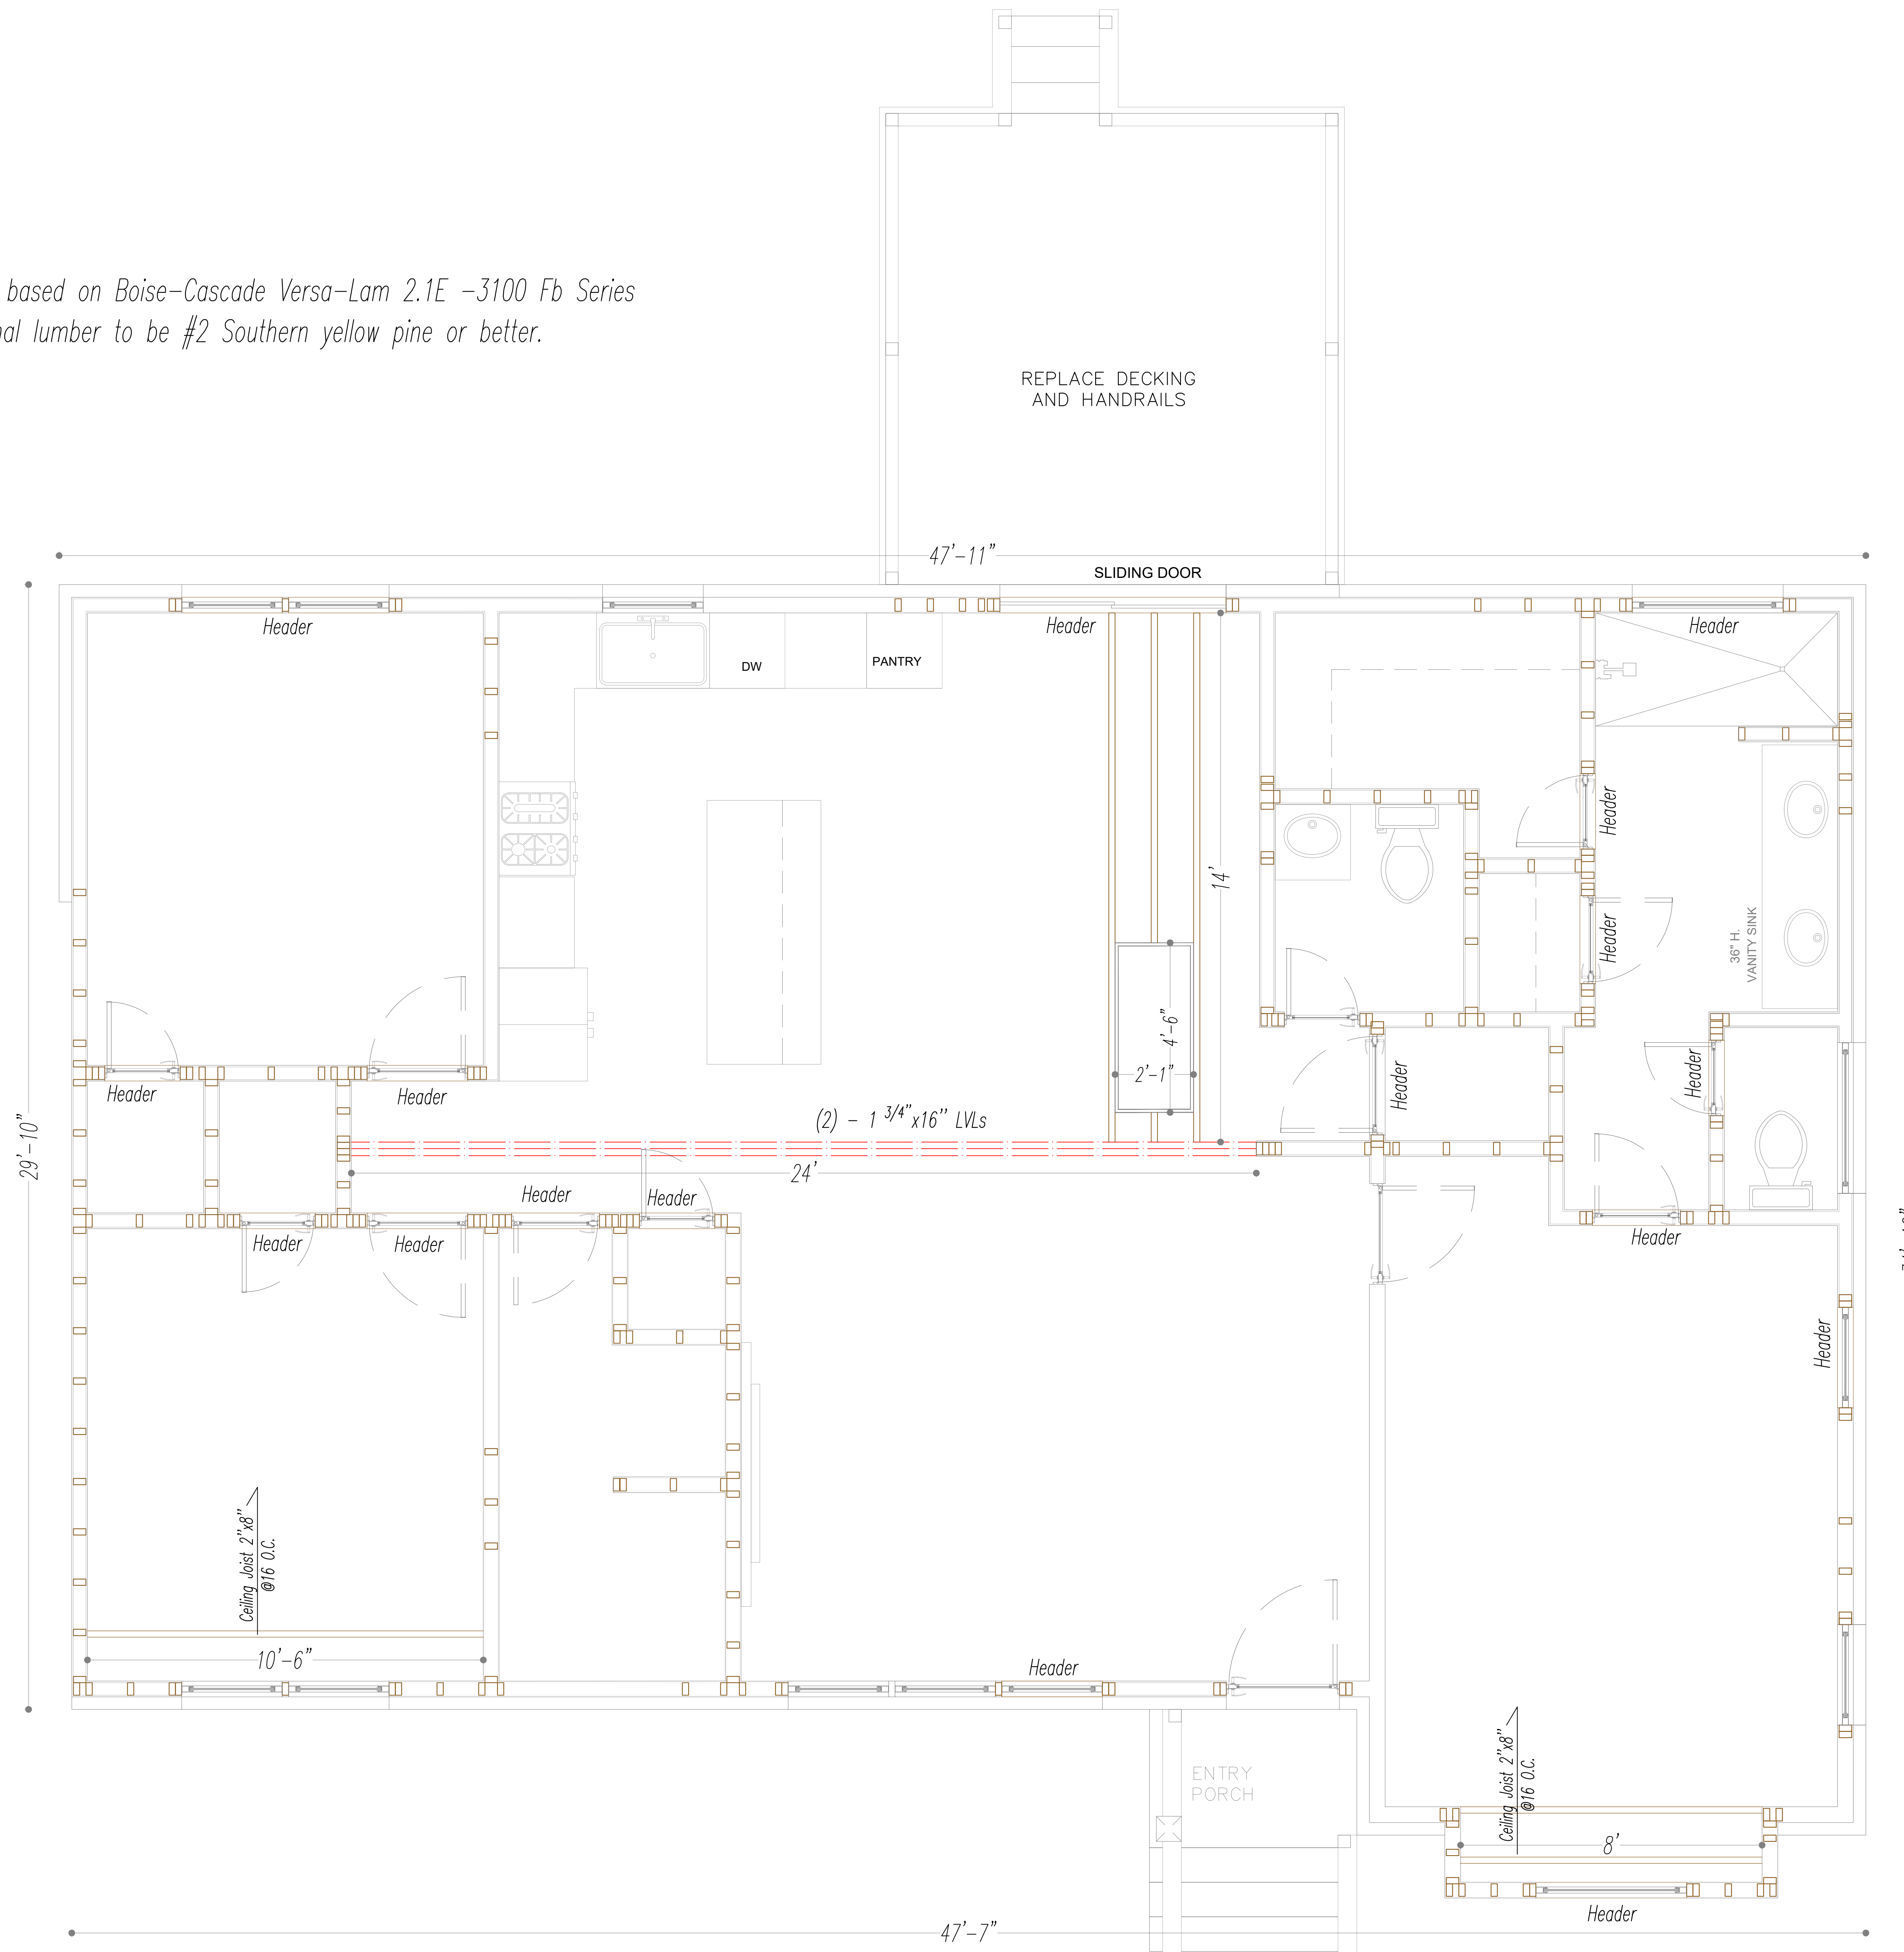 based on Boise-Cascade Versa-Lam 2.1E -3100 Fb Series
lumber to be #2 Southern yellow pine or better.
REPLACE DECKING
AND HANDRAILS
47'-11"
SLIDING DOOR
Header
Header
Header
DW
PANTRY
Header
14'
Header
36" H.
VANITY SINK
4'-6"
2'-1"
Header
Header
Header
Header
(2) - 1 3/4"x16" LVLs
29'-10"
24'
Header
Header
Header
Header
Header
Header
Ceiling Joist 2"x8"
@16 O.C.
10'-6"
Header
ENTRY
PORCH
Ceiling Joist 2"x8"
@16 O.C.
8'
Header
47'-7"